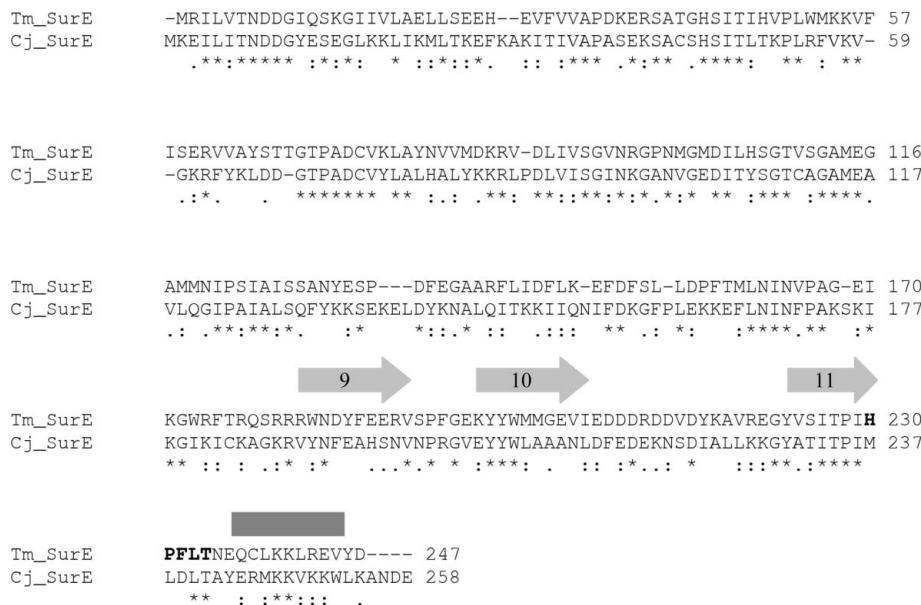 Tm_SurE -MRILVTNDDGIQSKGIIVLAELLSEEH--EVFVVAPDKERSATGHSITIHVPLWMKKVF 57
Cj_SurE MKEILITNDDGYESEGLKKLIKMLTKEFKAKITIVAPASEKSACSHSITLTKPLRFVKV- 59
.**:***** :*:*: * ::*::*. :: :*** .*:** .****: ** : **
Tm_SurE ISERVVAYSTTGTPADCVKLAYNVVMDKRV-DLIVSGVNRGPNMGMDILHSGTVSGAMEG 116
Cj_SurE -GKRFYKLDD-GTPADCVYLALHALYKKRLPDLVISGINKGANVGEDITYSGTCAGAMEA 117
.:*. . ******* ** :.: .**: **::**:*:*.*:* ** :*** :****.
Tm_SurE AMMNIPSIAISSANYESP---DFEGAARFLIDFLK-EFDFSL-LDPFTMLNINVPAG-EI 170
Cj_SurE VLQGIPAIALSQFYKKSEKELDYKNALQITKKIIQNIFDKGFPLEKKEFLNINFPAKSKI 177
.: .**:**:*. :* *::.* : .::: ** .: *: :****.** :*
9 10 11
Tm_SurE KGWRFTRQSRRRWNDYFEERVSPFGEKYYWMMGEVIEDDDRDDVDYKAVREGYVSITPIH 230
Cj_SurE KGIKICKAGKRVYNFEAHSNVNPRGVEYYWLAAANLDFEDEKNSDIALLKKGYATITPIM 237
** :: : .:* :* ...*.* * :***: . :: :*..: * :::**.:****
Tm_SurE PFLTNEQCLKKLREVYD---- 247
Cj_SurE LDLTAYERMKKVKKWLKANDE 258
** : :**::: .